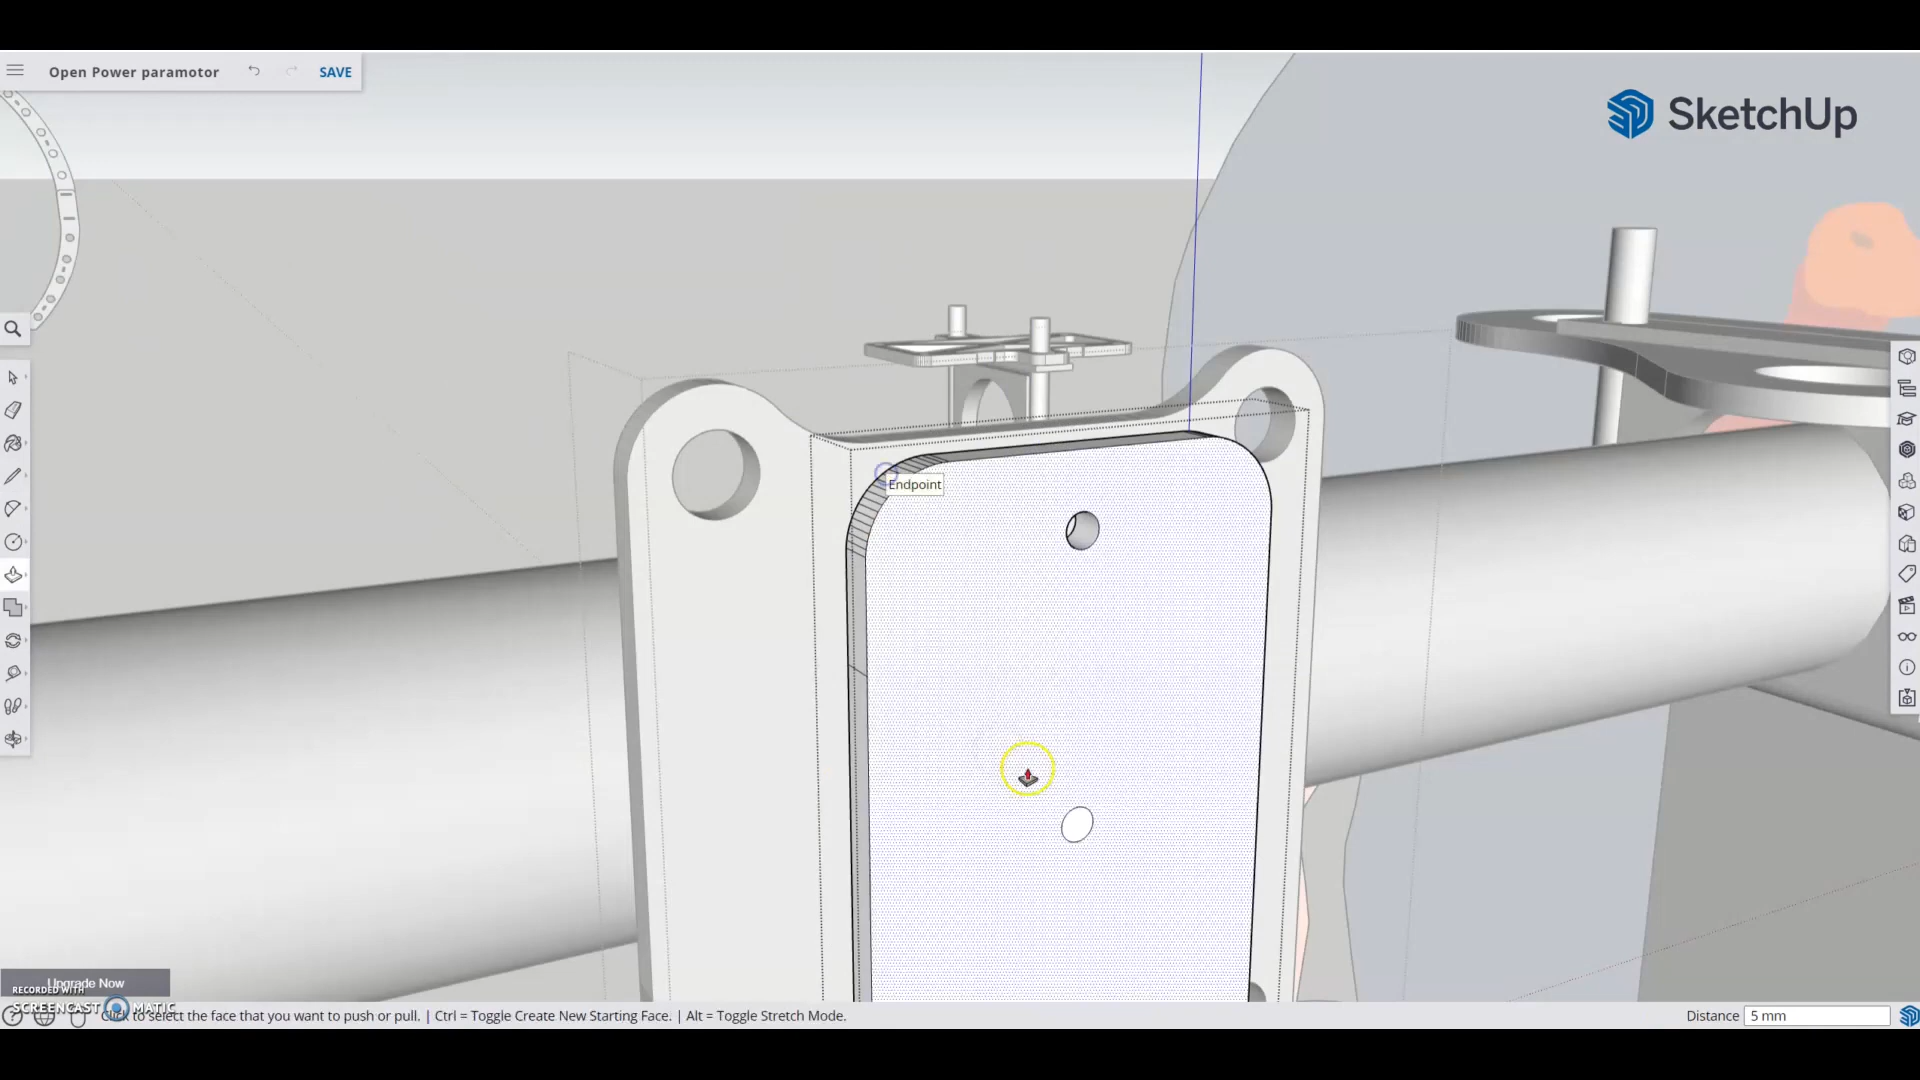 Open Power paramotor
SAVE
SketchUp
Endpoint
Upgrade Now
RECORDED WITH
SCREENCAST MATIC
Click to select the face that you want to push or pull. | Ctrl = Toggle Create New Starting Face. | Alt = Toggle Stretch Mode.
Distance 5 mm